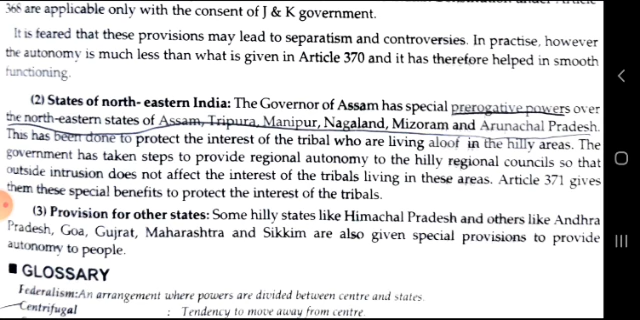 368 are applicable only with the consent of J & K government.
It is feared that these provisions may lead to separatism and controversies. In practise, however
the autonomy is much less than what is given in Article 370 and it has therefore helped in smooth
functioning.
(2) States of north- eastern India: The Governor of Assam has special prerogative powers over
the north-eastern states of Assam, Tripura, Manipur, Nagaland, Mizoram and Arunachal Pradesh.
This has been done to protect the interest of the tribal who are living aloof in the hilly areas. The
government has taken steps to provide regional autonomy to the hilly regional councils so that
outside intrusion does not affect the interest of the tribals living in these areas. Article 371 gives
them these special benefits to protect the interest of the tribals.
(3) Provision for other states: Some hilly states like Himachal Pradesh and others like Andhra
Pradesh, Goa, Gujrat, Maharashtra and Sikkim are also given special provisions to provide
autonomy to people.
GLOSSARY
Federalism:An arrangement where powers are divided between centre and states.
Centrifugal : Tendency to move away from centre.